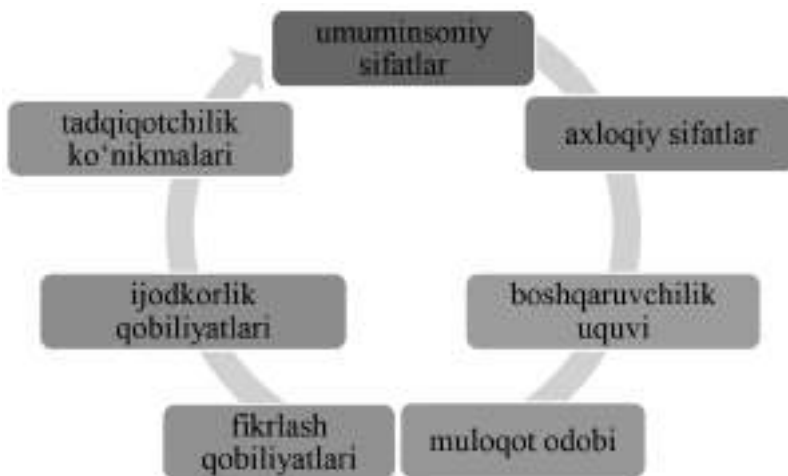 umuminsoniy
sifatlar
axloqiy sifatlar
boshqaruvchilik
uquvi
muloqot odobi
fikrlash
qobiliyatlari
ijodkorlik
qobiliyatlari
tadqiqotchilik
ko‘nikmalari